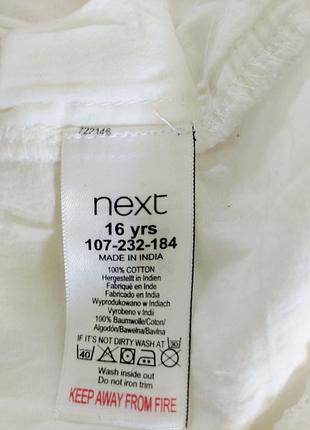 722146
next
16 yrs
107-232-184
MADE IN INDIA
100% COTTON
Hergestellt in Indien
Fabriqué en Inde
Fabricado en India
Wyprodukowano w Indiach
Vyrobeno v Indii
100% Baumwolle/Coton/
Algodón/Bawełna/Bavlna
IF IT'S NOT DIRTY WASH AT 30
40
Wash inside out
Do not iron trim
KEEP AWAY FROM FIRE